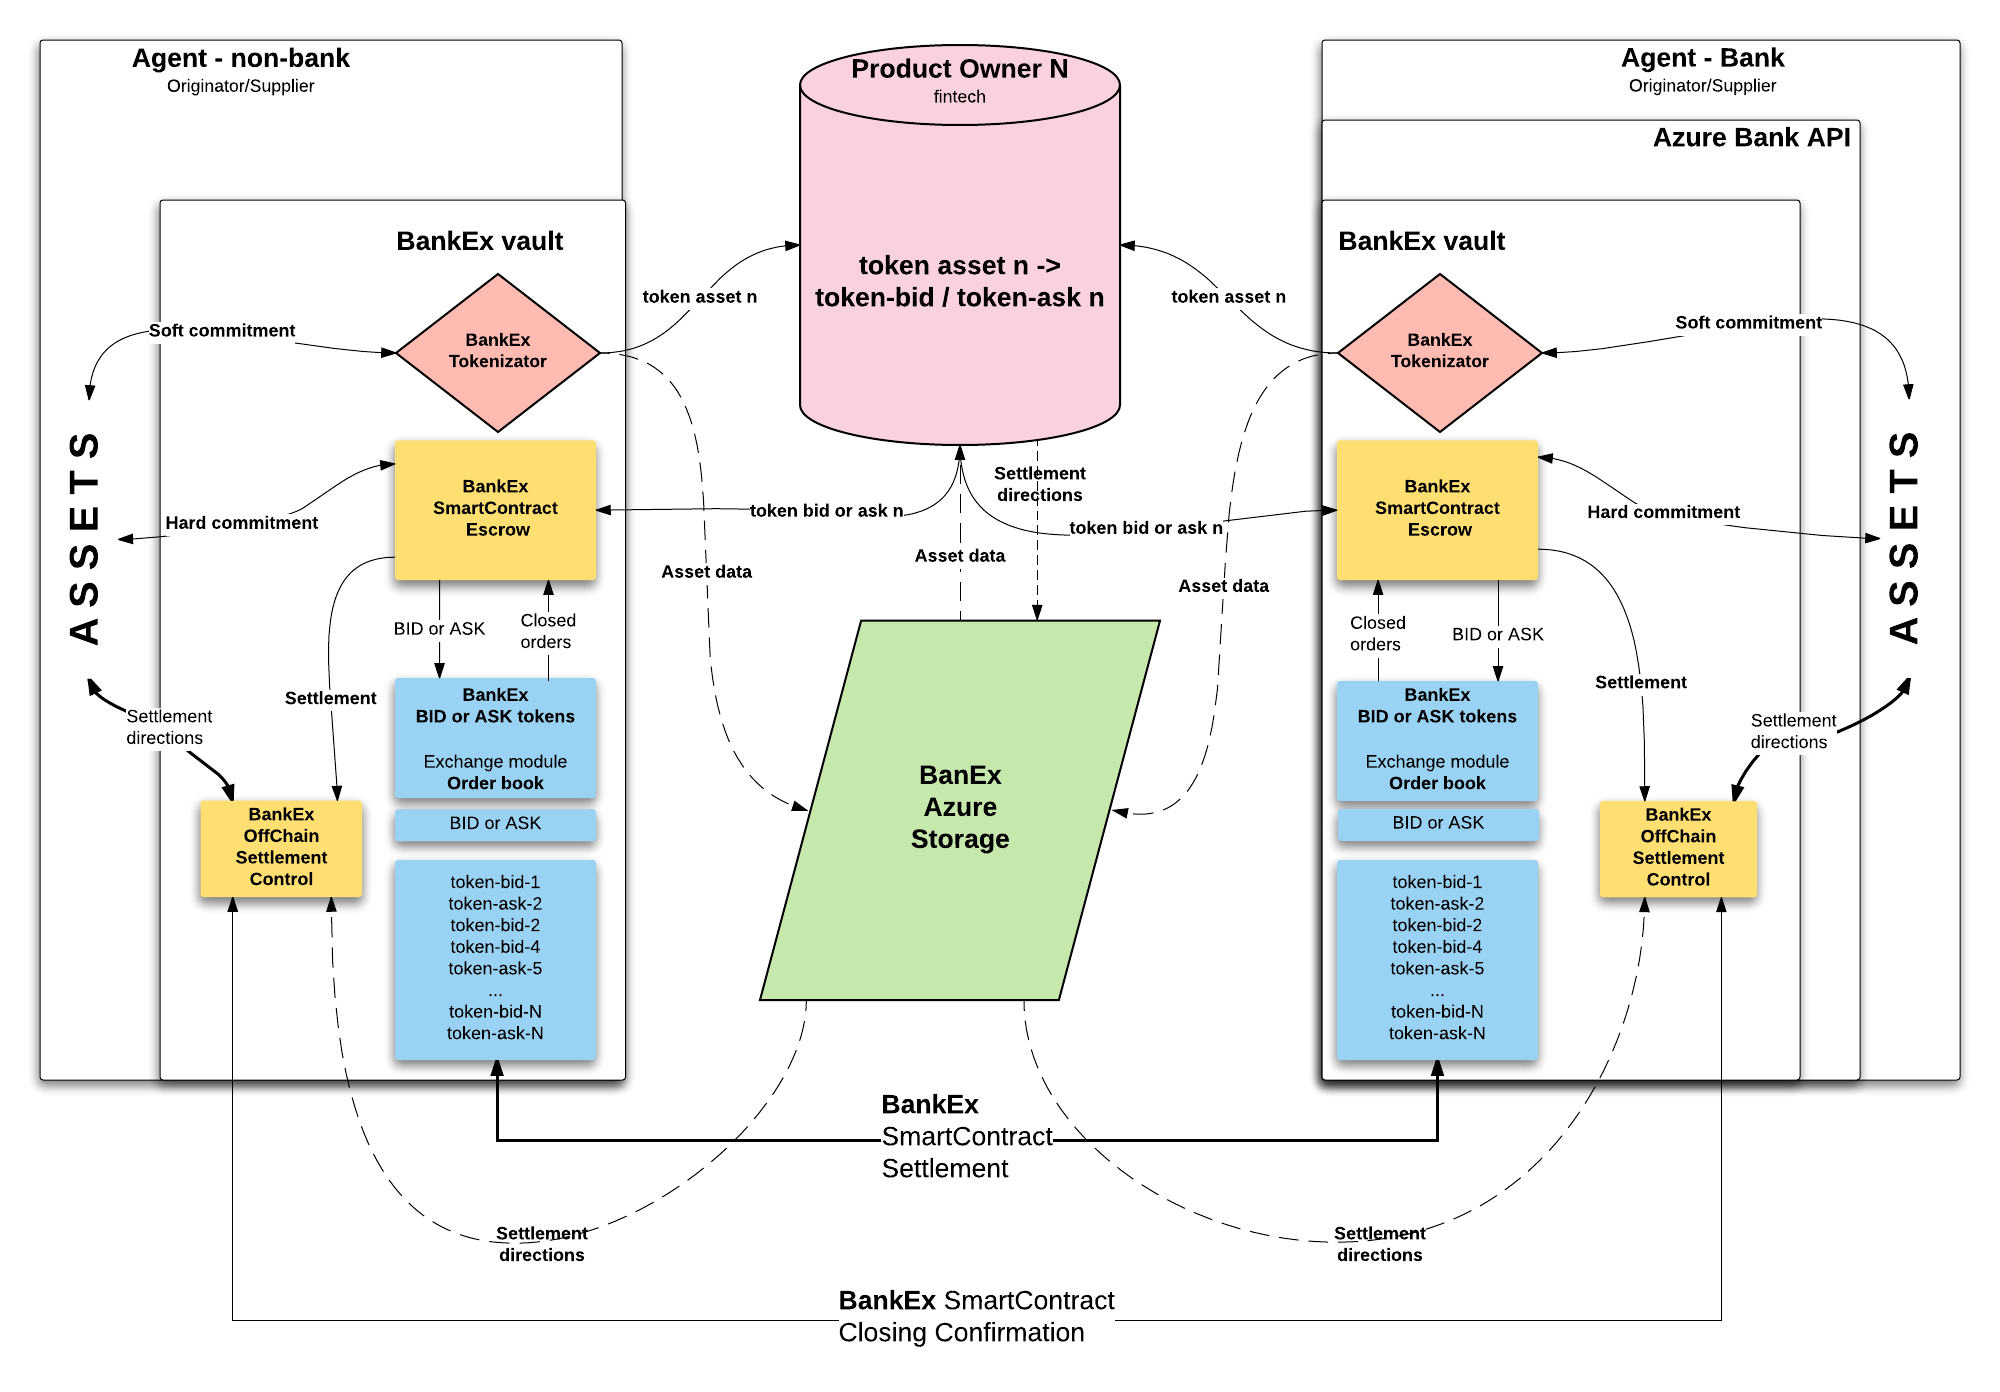 Agent - non-bank
Originator/Supplier
BankEx vault
BankEx
Tokenizator
Soft commitment
ASSETS
Hard commitment
BankEx
SmartContract
Escrow
BID or ASK
Closed
orders
Settlement
Settlement
directions
BankEx
BID or ASK tokens
Exchange module
Order book
BID or ASK
BankEx
OffChain
Settlement
Control
token-bid-1
token-ask-2
token-bid-2
token-bid-4
token-ask-5
...
token-bid-N
token-ask-N
Product Owner N
fintech
token asset n ->
token-bid / token-ask n
token asset n
token asset n
Settlement
directions
token bid or ask n
token bid or ask n
Asset data
Asset data
Asset data
BanEx
Azure
Storage
Agent - Bank
Originator/Supplier
Azure Bank API
BankEx vault
BankEx
Tokenizator
Soft commitment
ASSETS
Hard commitment
BankEx
SmartContract
Escrow
Closed
orders
BID or ASK
Settlement
Settlement
directions
BankEx
BID or ASK tokens
Exchange module
Order book
BID or ASK
BankEx
OffChain
Settlement
Control
token-bid-1
token-ask-2
token-bid-2
token-bid-4
token-ask-5
...
token-bid-N
token-ask-N
BankEx
SmartContract
Settlement
Settlement
directions
Settlement
directions
BankEx SmartContract
Closing Confirmation